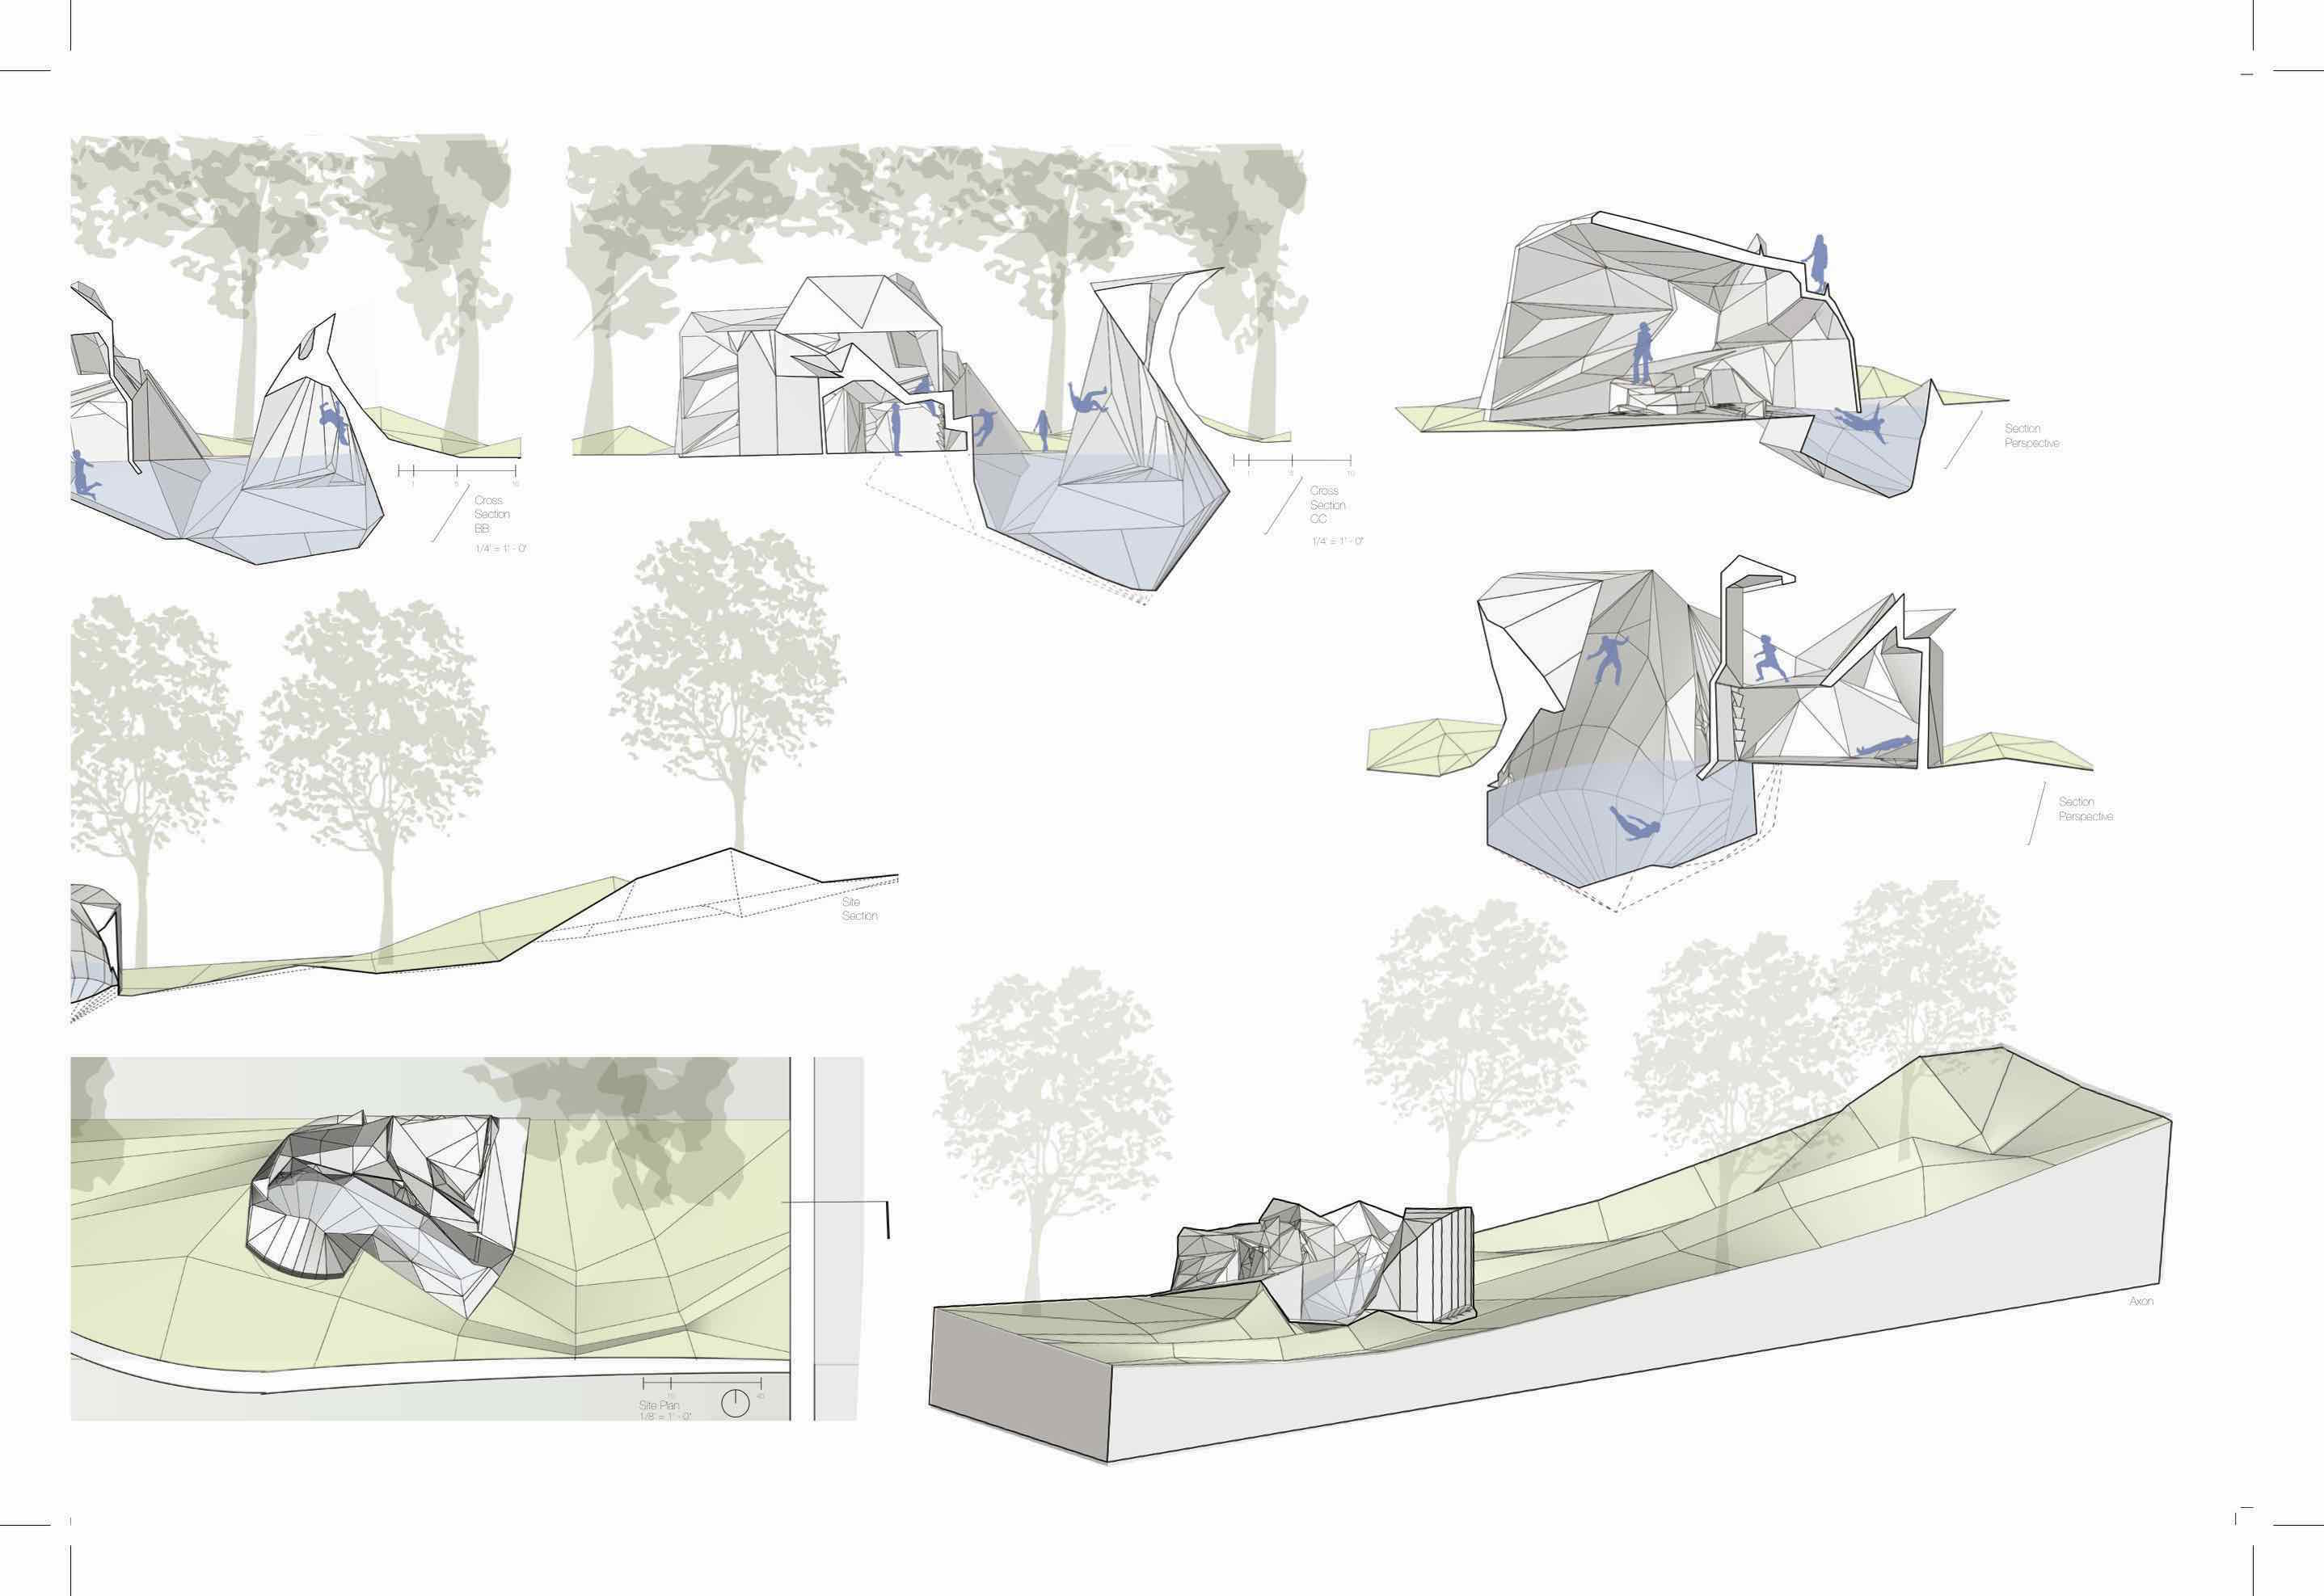 1 5 10
Cross
Section
BB
1/4" = 1' - 0"
1 5 10
Cross
Section
CC
1/4" = 1' - 0"
Section
Perspective
Section
Perspective
Site
Section
Axon
10 40
Site Plan
1/8" = 1' - 0"